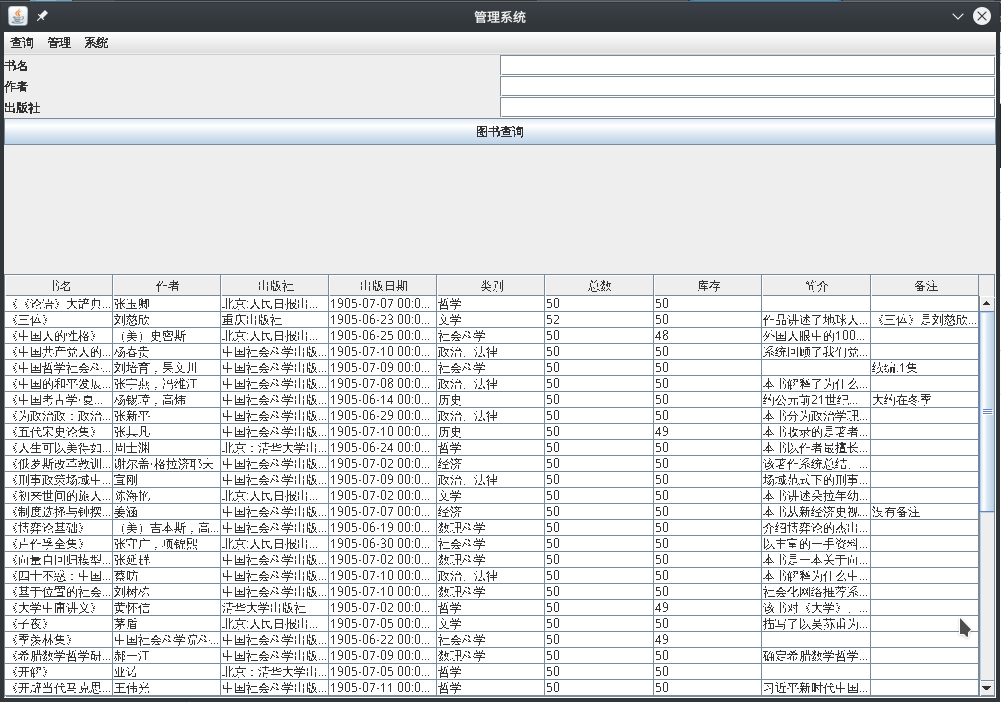 管理系统
查询 管理 系统
书名
作者
出版社
图书查询
书名 作者 出版社 出版日期 类别 总数 库存 简介 备注
《《论语》大辞典... 张玉卿 北京:人民日报出... 1905-07-07 00:0... 哲学 50 50
《三体》 刘慈欣 重庆出版社 1905-06-23 00:0... 文学 52 50 作品讲述了地球人... 《三体》是刘慈欣...
《中国人的性格》 （美）史密斯 北京:人民日报出... 1905-06-25 00:0... 社会科学 50 48 外国人眼中的100...
《中国共产党人的... 杨春贵 中国社会科学出版... 1905-07-10 00:0... 政治、法律 50 50 系统回顾了我们党...
《中国哲学社会科... 刘培育，吴义川 中国社会科学出版... 1905-07-09 00:0... 社会科学 50 50 续编.1集
《中国的和平发展... 张宇燕，冯维江 中国社会科学出版... 1905-07-08 00:0... 政治、法律 50 50 本书解释了为什么...
《中国考古学·夏... 杨锡璋，高炜 中国社会科学出版... 1905-06-14 00:0... 历史 50 50 约公元前21世纪... 大约在冬季
《为政治政：政治... 张新平 中国社会科学出版... 1905-06-29 00:0... 政治、法律 50 50 本书分为政治学理...
《五代宋史论集》 张其凡 中国社会科学出版... 1905-07-10 00:0... 历史 50 49 本书收录的是著者...
《人生可以美得如... 周士渊 北京：清华大学出... 1905-06-24 00:0... 哲学 50 50 本书以作者最擅长...
《俄罗斯改革教训... 谢尔盖·格拉济耶夫 中国社会科学出版... 1905-07-02 00:0... 经济 50 50 该著作系统总结、...
《刑事政策场域中... 宣刚 中国社会科学出版... 1905-07-09 00:0... 政治、法律 50 50 场域范式下的刑事...
《初来世间的旅人... 陈海艳 北京:人民日报出... 1905-07-02 00:0... 文学 50 50 本书讲述朵拉年幼...
《制度选择与钟摆... 姜涵 中国社会科学出版... 1905-07-07 00:0... 经济 50 50 本书从新经济史视... 没有备注
《博弈论基础》 （美）吉本斯，高... 中国社会科学出版... 1905-06-19 00:0... 数理科学 50 50 介绍博弈论的杰出...
《卢作孚全集》 张守广，项锦熙 北京:人民日报出... 1905-06-30 00:0... 社会科学 50 50 以丰富的一手资料...
《向量自回归模型... 张延群 中国社会科学出版... 1905-07-02 00:0... 数理科学 50 50 本书是一本关于向...
《四十不惑：中国... 蔡昉 中国社会科学出版... 1905-07-10 00:0... 政治、法律 50 50 本书解释为什么中...
《基于位置的社会... 刘树栋 中国社会科学出版... 1905-07-10 00:0... 数理科学 50 50 社会化网络推荐系...
《大学中庸讲义》 黄怀信 清华大学出版社 1905-07-02 00:0... 哲学 50 49 该书对《大学》、...
《子夜》 茅盾 中国社会科学出版... 1905-07-05 00:0... 文学 50 50 描写了以吴荪甫为...
《季羡林集》 中国社会科学院科... 中国社会科学出版... 1905-06-22 00:0... 社会科学 50 49
《希腊数学哲学研... 郝一江 中国社会科学出版... 1905-07-09 00:0... 数理科学 50 50 确定希腊数学哲学...
《开解》 北京：清华大学出... 1905-07-05 00:0... 哲学 50 50
《开辟当代马克思... 王伟光 中国社会科学出版... 1905-07-11 00:0... 哲学 50 50 习近平新时代中国...